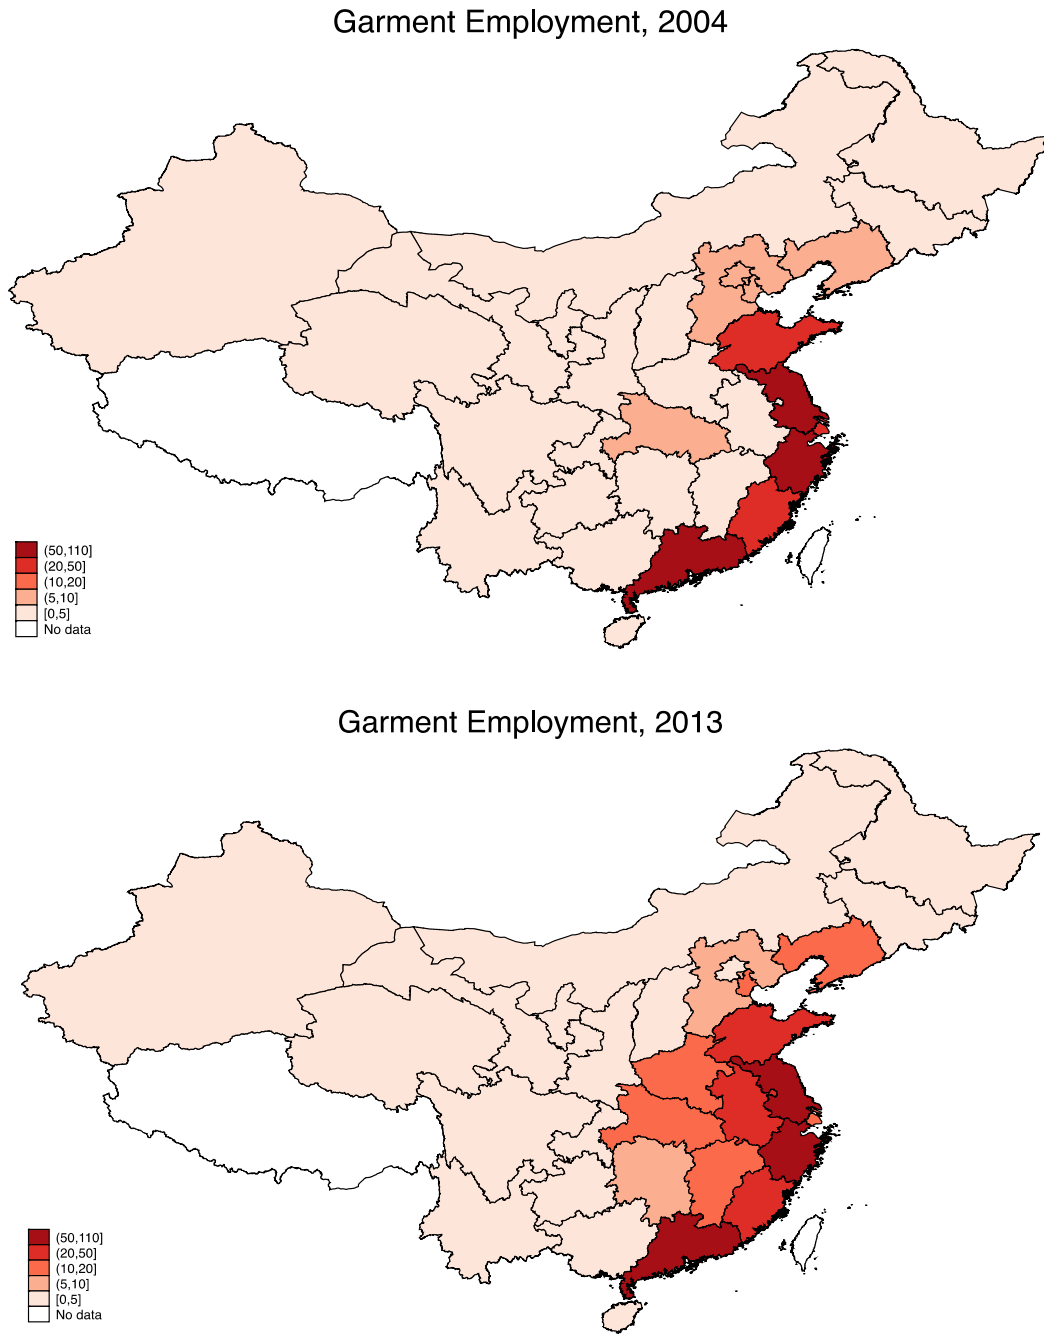 Garment Employment, 2004
(50,110]
(20,50]
(10,20]
(5,10]
[0,5]
No data
Garment Employment, 2013
(50,110]
(20,50]
(10,20]
(5,10]
[0,5]
No data